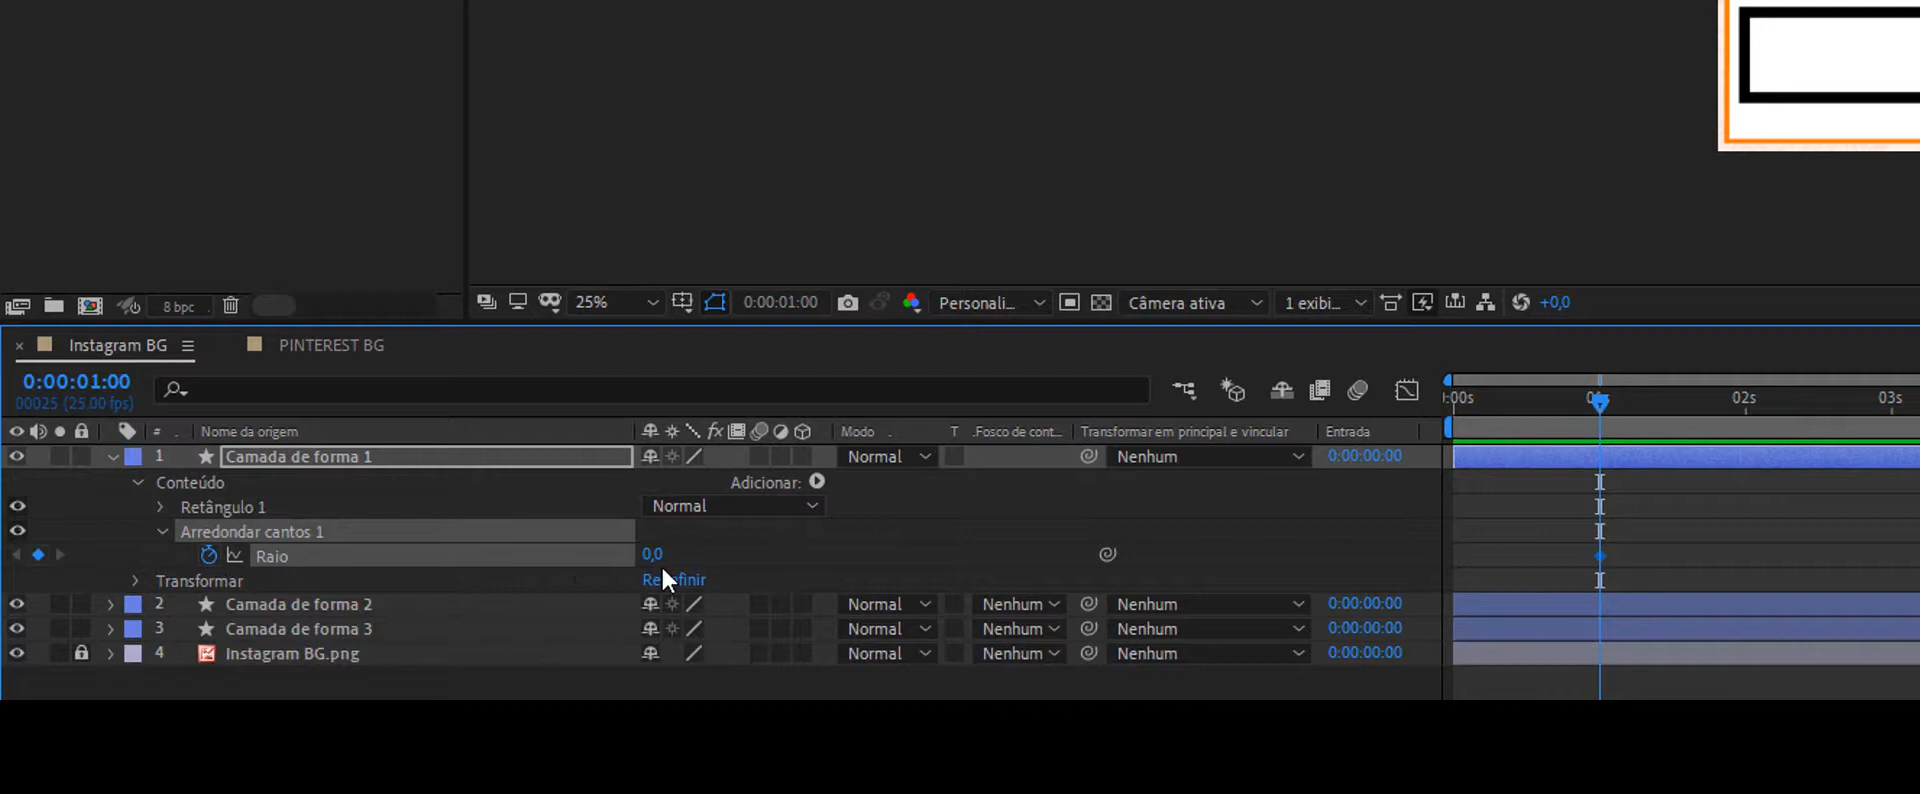 8 bpc
25%
0:00:01:00
Personali...
Câmera ativa
1 exibi...
+0,0
Instagram BG
PINTEREST BG
0:00:01:00
00025 (25.00 fps)
:00s
02s
03s
# .
Nome da origem
fx
Modo
T
.Fosco de cont...
Transformar em principal e vincular
Entrada
1 Camada de forma 1
Normal
Nenhum
0:00:00:00
Conteúdo
Adicionar:
Retângulo 1
Normal
Arredondar cantos 1
Raio
0,0
Transformar
2 Camada de forma 2 Normal Nenhum Nenhum 0:00:00:00
3 Camada de forma 3 Normal Nenhum Nenhum 0:00:00:00
4 Instagram BG.png Normal Nenhum Nenhum 0:00:00:00